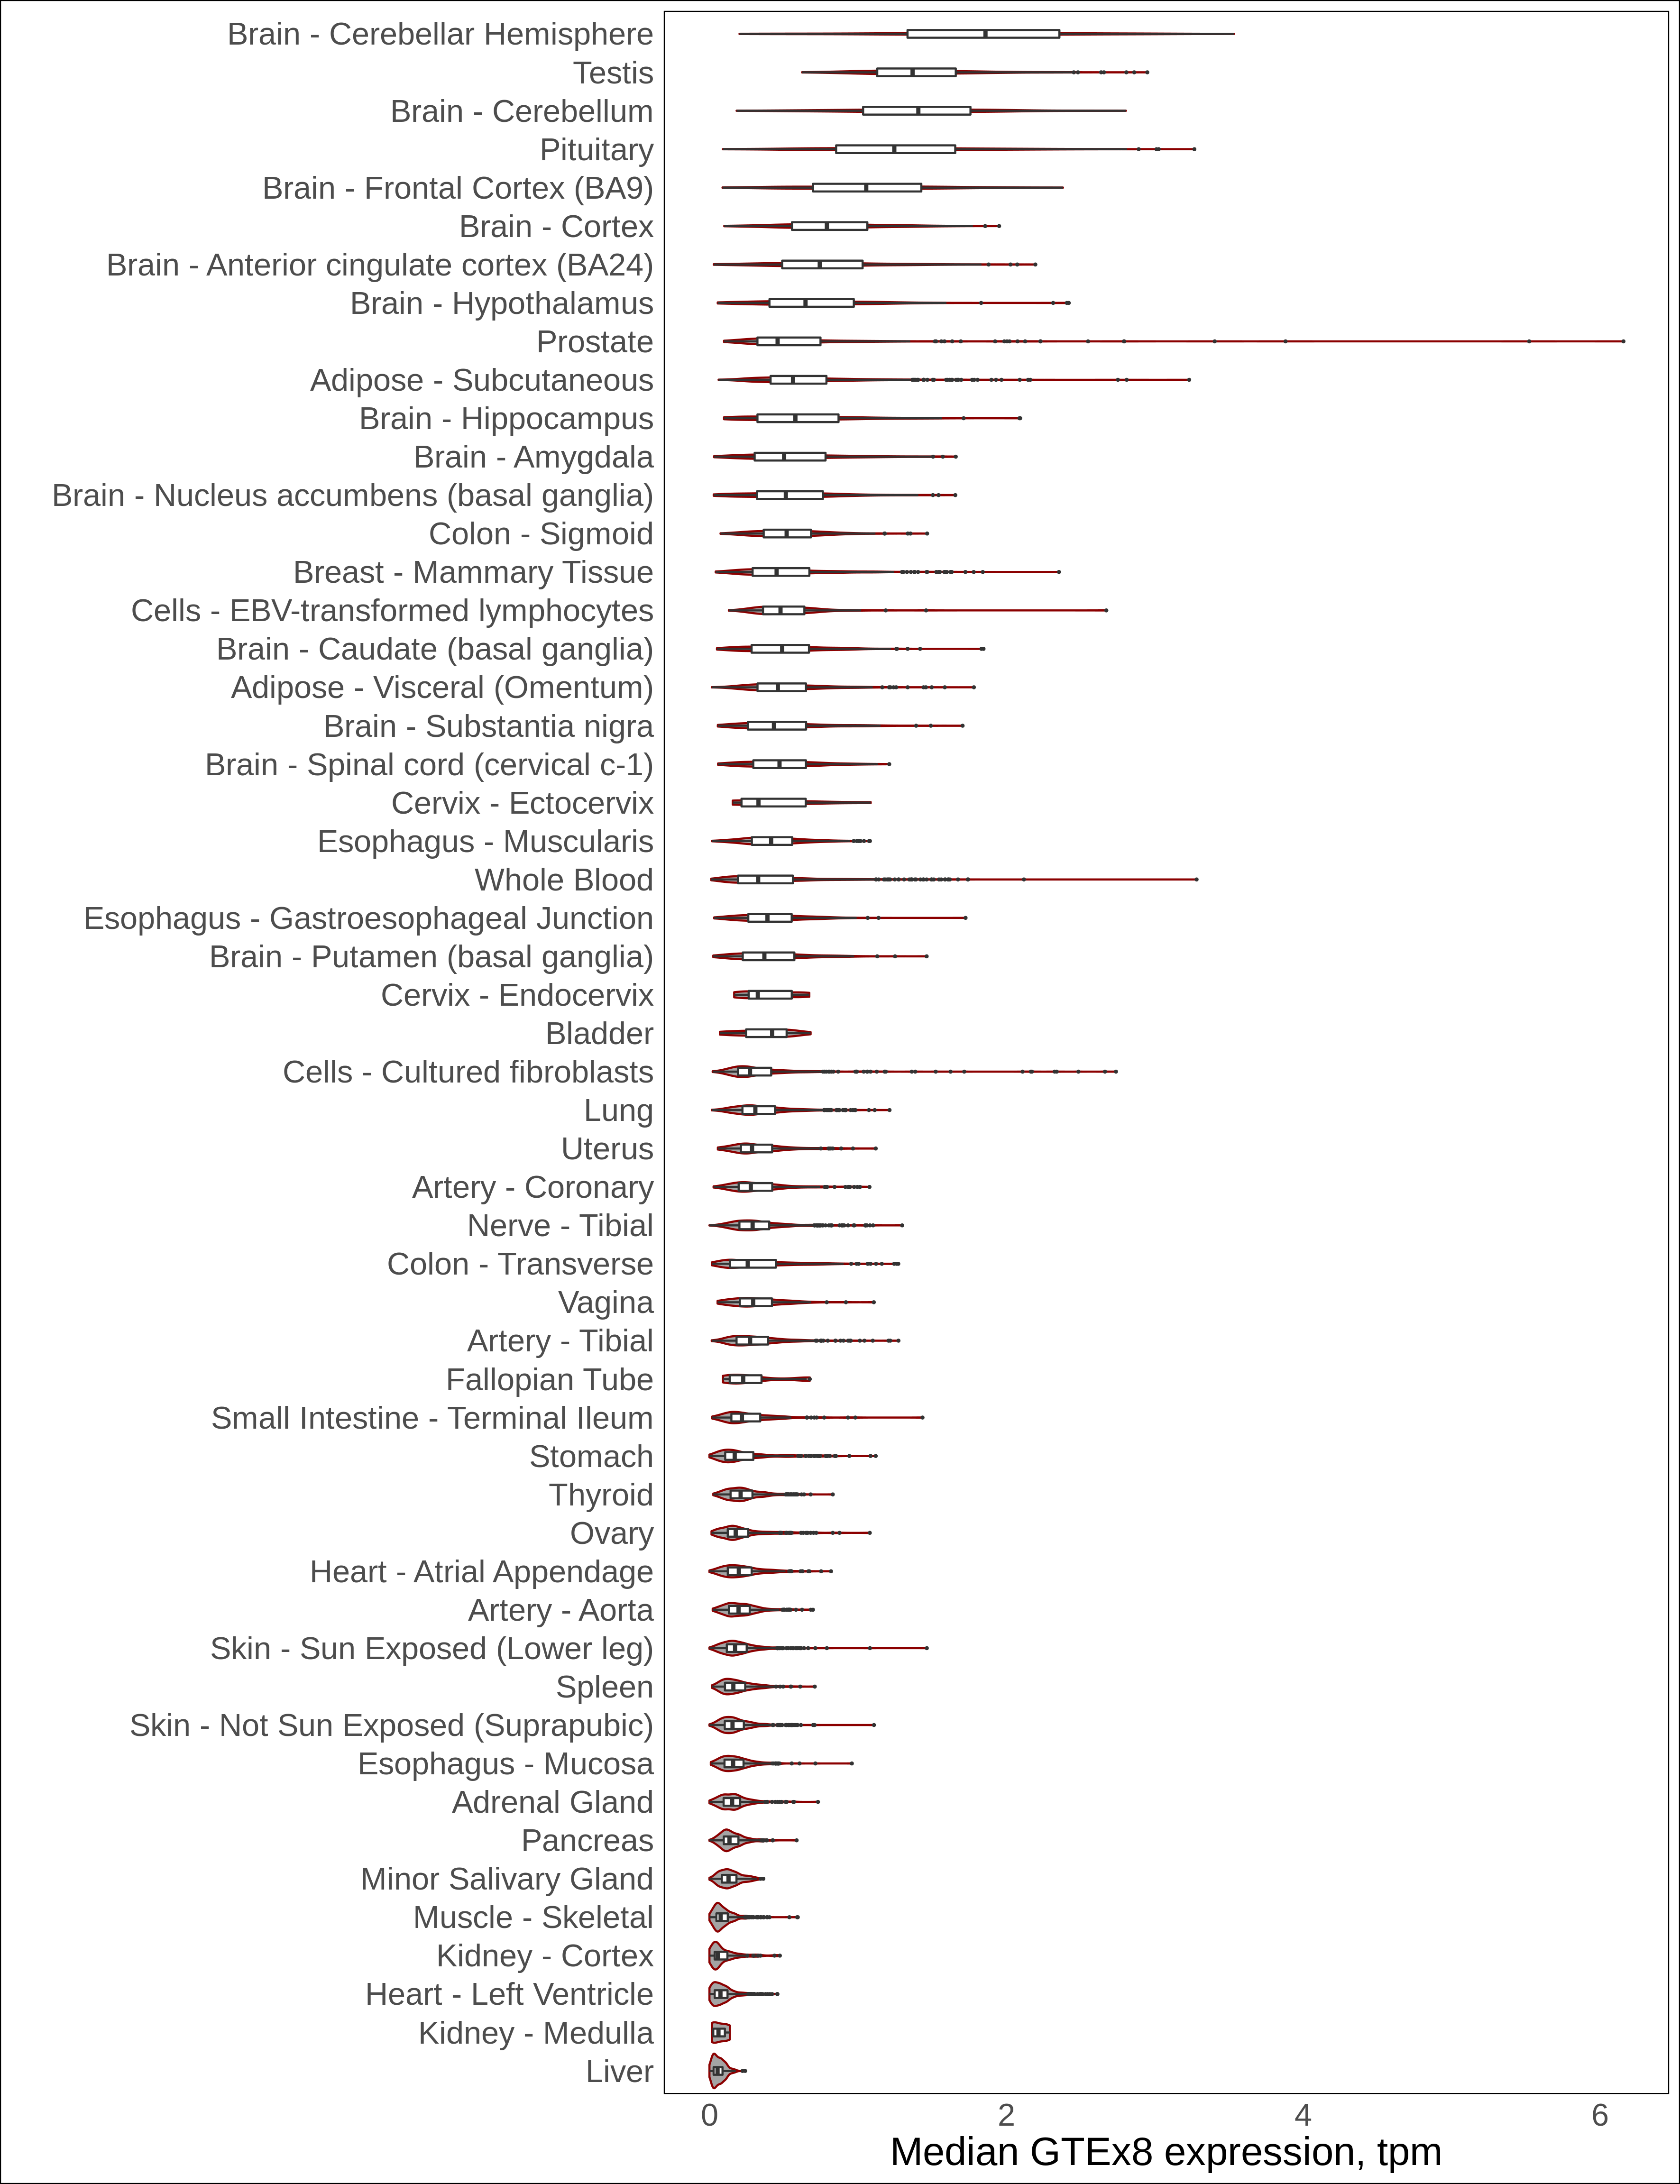 Brain - Cerebellar Hemisphere
Testis
Brain - Cerebellum
Pituitary
Brain - Frontal Cortex (BA9)
Brain - Cortex
Brain - Anterior cingulate cortex (BA24)
Brain - Hypothalamus
Prostate
Adipose - Subcutaneous
Brain - Hippocampus
Brain - Amygdala
Brain - Nucleus accumbens (basal ganglia)
Colon - Sigmoid
Breast - Mammary Tissue
Cells - EBV-transformed lymphocytes
Brain - Caudate (basal ganglia)
Adipose - Visceral (Omentum)
Brain - Substantia nigra
Brain - Spinal cord (cervical c-1)
Cervix - Ectocervix
Esophagus - Muscularis
Whole Blood
Esophagus - Gastroesophageal Junction
Brain - Putamen (basal ganglia)
Cervix - Endocervix
Bladder
Cells - Cultured fibroblasts
Lung
Uterus
Artery - Coronary
Nerve - Tibial
Colon - Transverse
Vagina
Artery - Tibial
Fallopian Tube
Small Intestine - Terminal Ileum
Stomach
Thyroid
Ovary
Heart - Atrial Appendage
Artery - Aorta
Skin - Sun Exposed (Lower leg)
Spleen
Skin - Not Sun Exposed (Suprapubic)
Esophagus - Mucosa
Adrenal Gland
Pancreas
Minor Salivary Gland
Muscle - Skeletal
Kidney - Cortex
Heart - Left Ventricle
Kidney - Medulla
Liver
0 2 4 6
Median GTEx8 expression, tpm